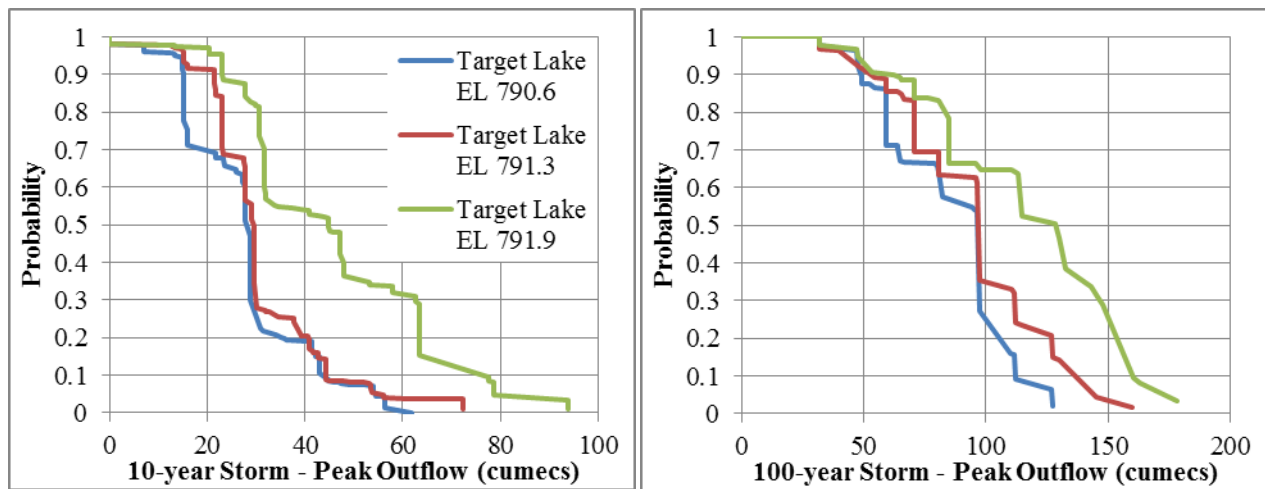 1
0.9
0.8
0.7
0.6
0.5
0.4
0.3
0.2
0.1
0
Probability
Target Lake
EL 790.6
Target Lake
EL 791.3
Target Lake
EL 791.9
0 20 40 60 80 100
10-year Storm - Peak Outflow (cumecs)
1
0.9
0.8
0.7
0.6
0.5
0.4
0.3
0.2
0.1
0
Probability
0 50 100 150 200
100-year Storm - Peak Outflow (cumecs)